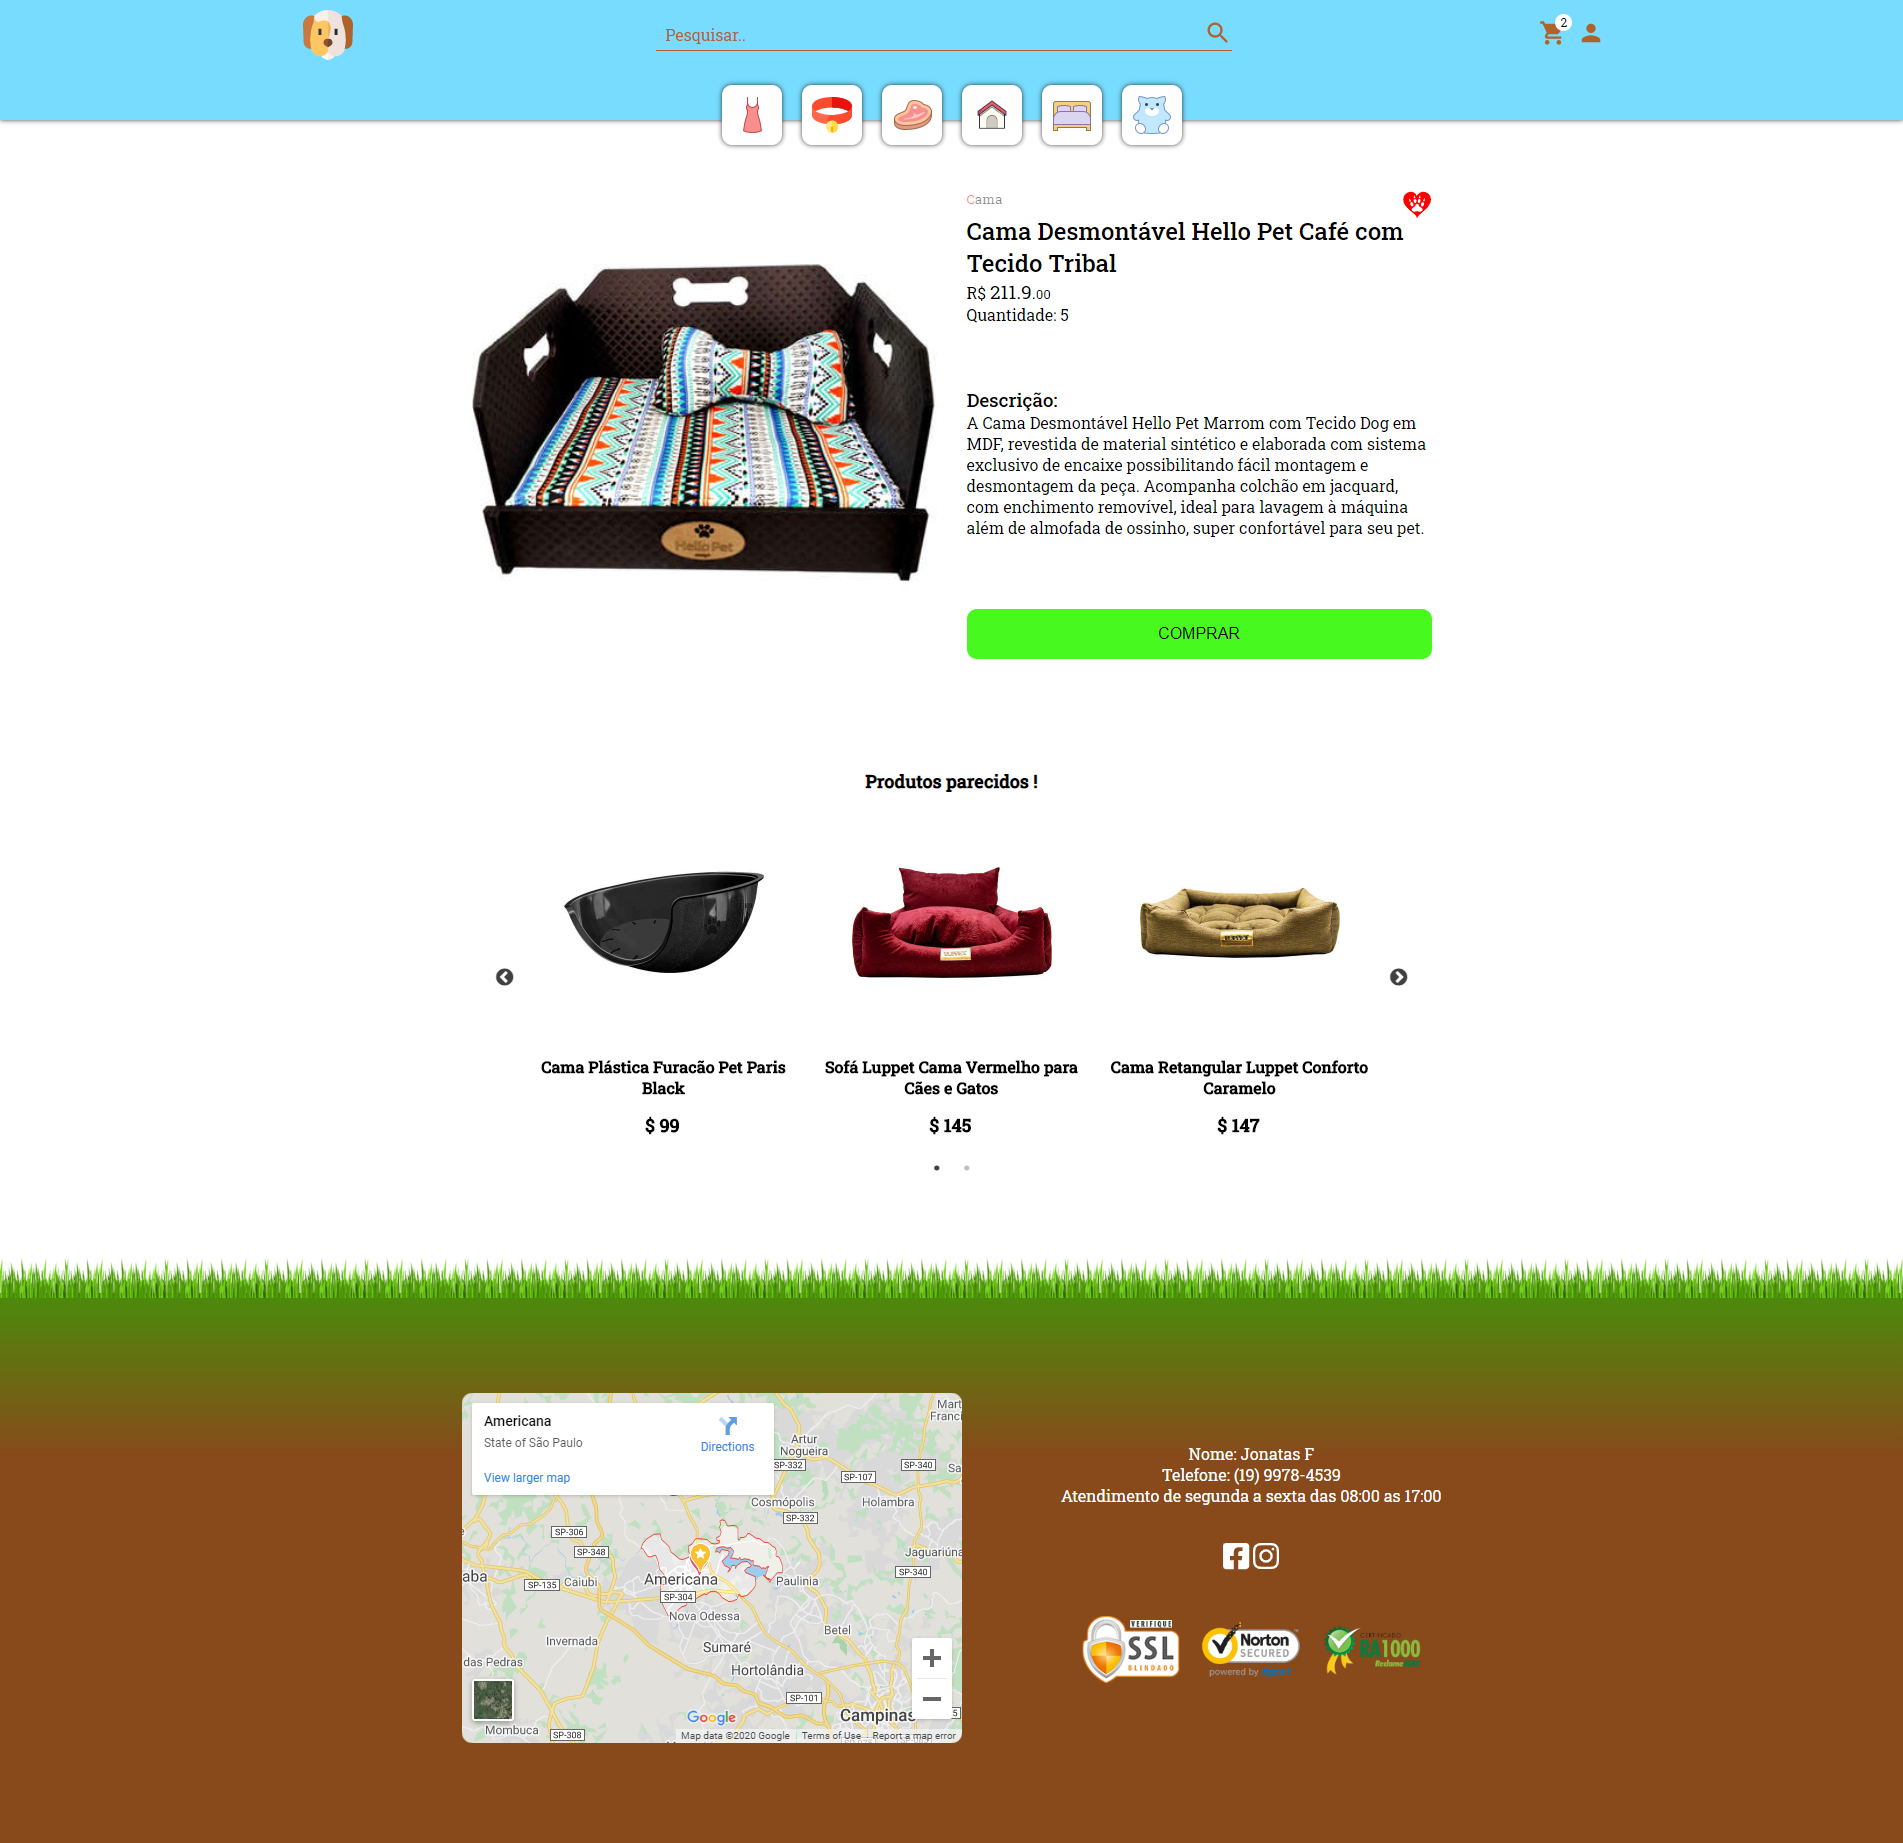 Pesquisar..
2
Cama
Cama Desmontável Hello Pet Café com
Tecido Tribal
R$ 211.9.00
Quantidade: 5
Hello Pet
Descrição:
A Cama Desmontável Hello Pet Marrom com Tecido Dog em
MDF, revestida de material sintético e elaborada com sistema
exclusivo de encaixe possibilitando fácil montagem e
desmontagem da peça. Acompanha colchão em jacquard,
com enchimento removível, ideal para lavagem à máquina
além de almofada de ossinho, super confortável para seu pet.
COMPRAR
Produtos parecidos !
Cama Plástica Furacão Pet Paris
Black
$ 99
Sofá Luppet Cama Vermelho para
Cães e Gatos
$ 145
Cama Retangular Luppet Conforto
Caramelo
$ 147
Americana
State of São Paulo
Directions
View larger map
Mart
Franci
Artur
Nogueira
SP-332
SP-107
SP-340
Sa
Cosmópolis
Holambra
SP-332
SP-306
SP-348
Jaguariúna
SP-340
aba
SP-135
Caiubi
Americana
Paulinia
SP-304
Nova Odessa
Betel
Invernada
Sumaré
das Pedras
Hortolândia
SP-101
Campinas
5
Google
Mombuca
SP-308
Map data ©2020 Google
Terms of Use
Report a map error
Nome: Jonatas F
Telefone: (19) 9978-4539
Atendimento de segunda a sexta das 08:00 as 17:00
VERIFIQUE
SSL
BLINDADO
Norton
SECURED
powered by digicert
CERTIFICADO
RA1000